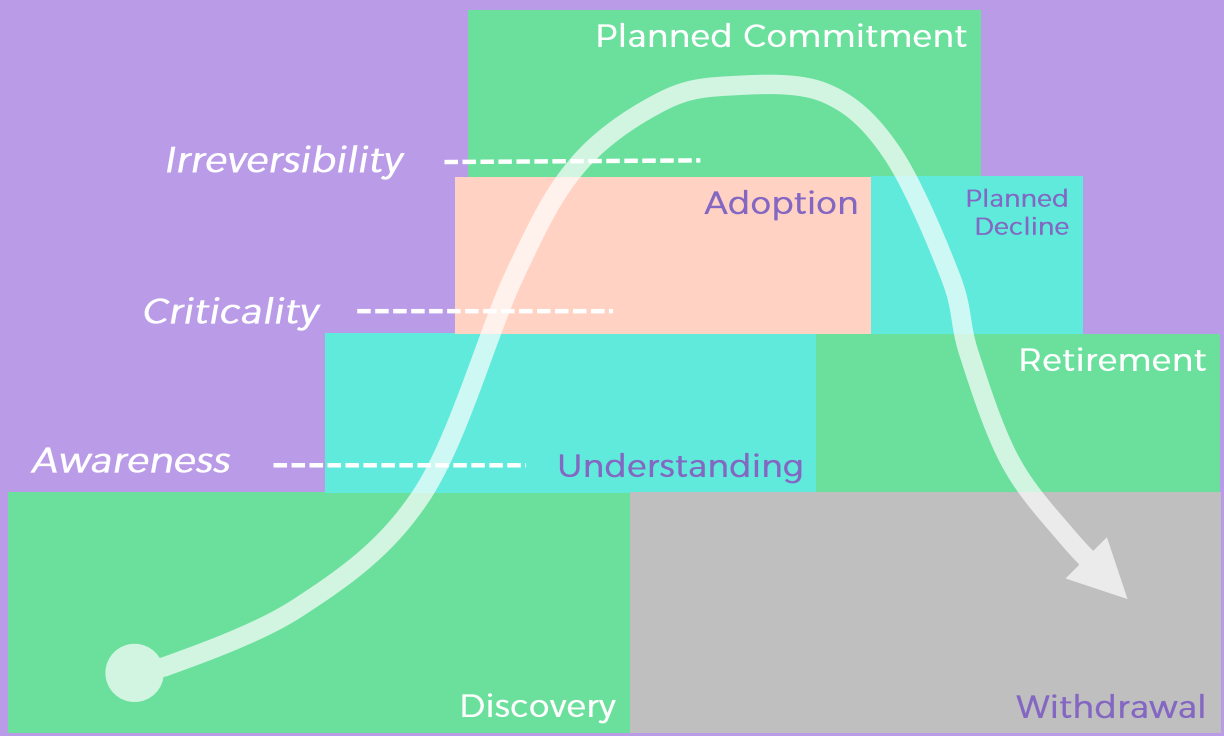 Planned Commitment
Irreversibility
Adoption
Planned
Decline
Criticality
Retirement
Awareness
Understanding
Discovery
Withdrawal